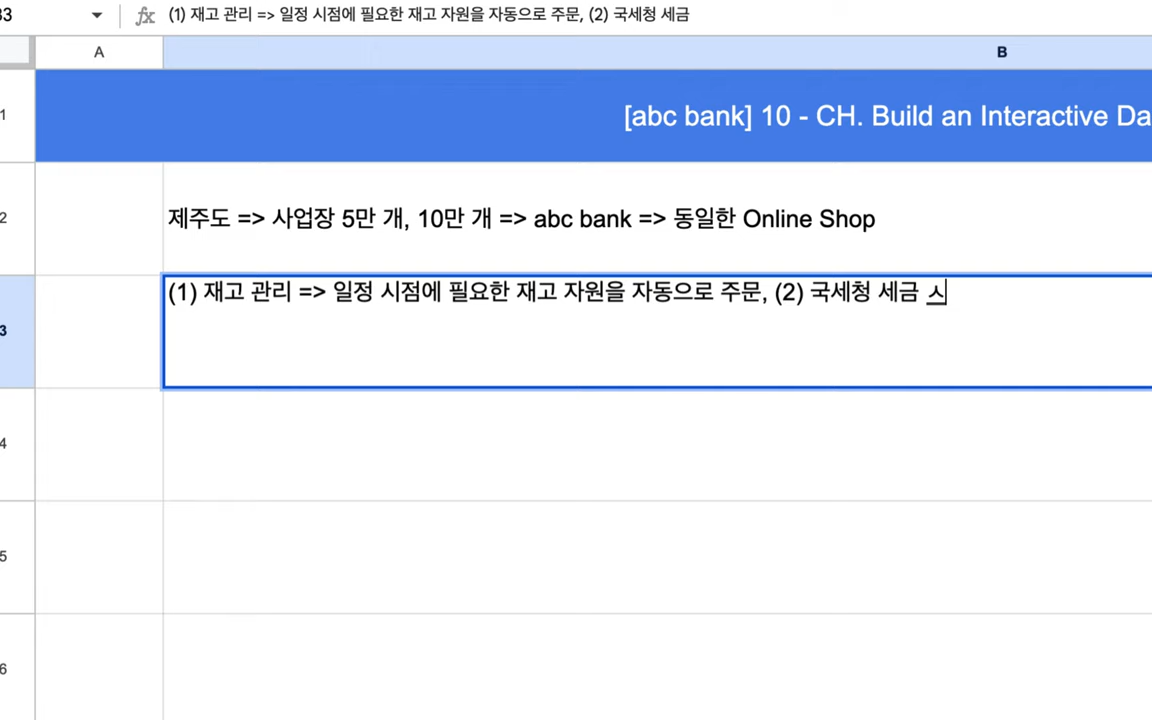 33
fx (1) 재고 관리 => 일정 시점에 필요한 재고 자원을 자동으로 주문, (2) 국세청 세금
A B
1 [abc bank] 10 - CH. Build an Interactive Da
2 제주도 => 사업장 5만 개, 10만 개 => abc bank => 동일한 Online Shop
3 (1) 재고 관리 => 일정 시점에 필요한 재고 자원을 자동으로 주문, (2) 국세청 세금 ㅅ
4
5
6